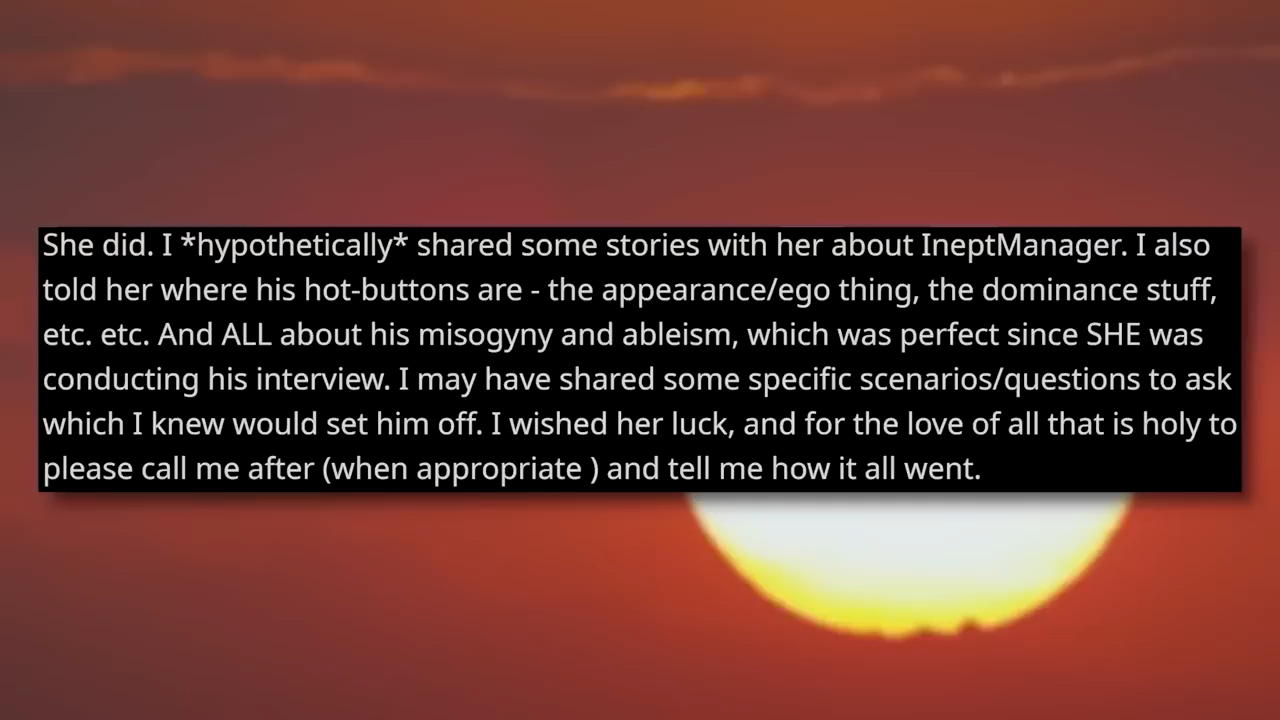 She did. I *hypothetically* shared some stories with her about IneptManager. I also
told her where his hot-buttons are - the appearance/ego thing, the dominance stuff,
etc. etc. And ALL about his misogyny and ableism, which was perfect since SHE was
conducting his interview. I may have shared some specific scenarios/questions to ask
which I knew would set him off. I wished her luck, and for the love of all that is holy to
please call me after (when appropriate ) and tell me how it all went.